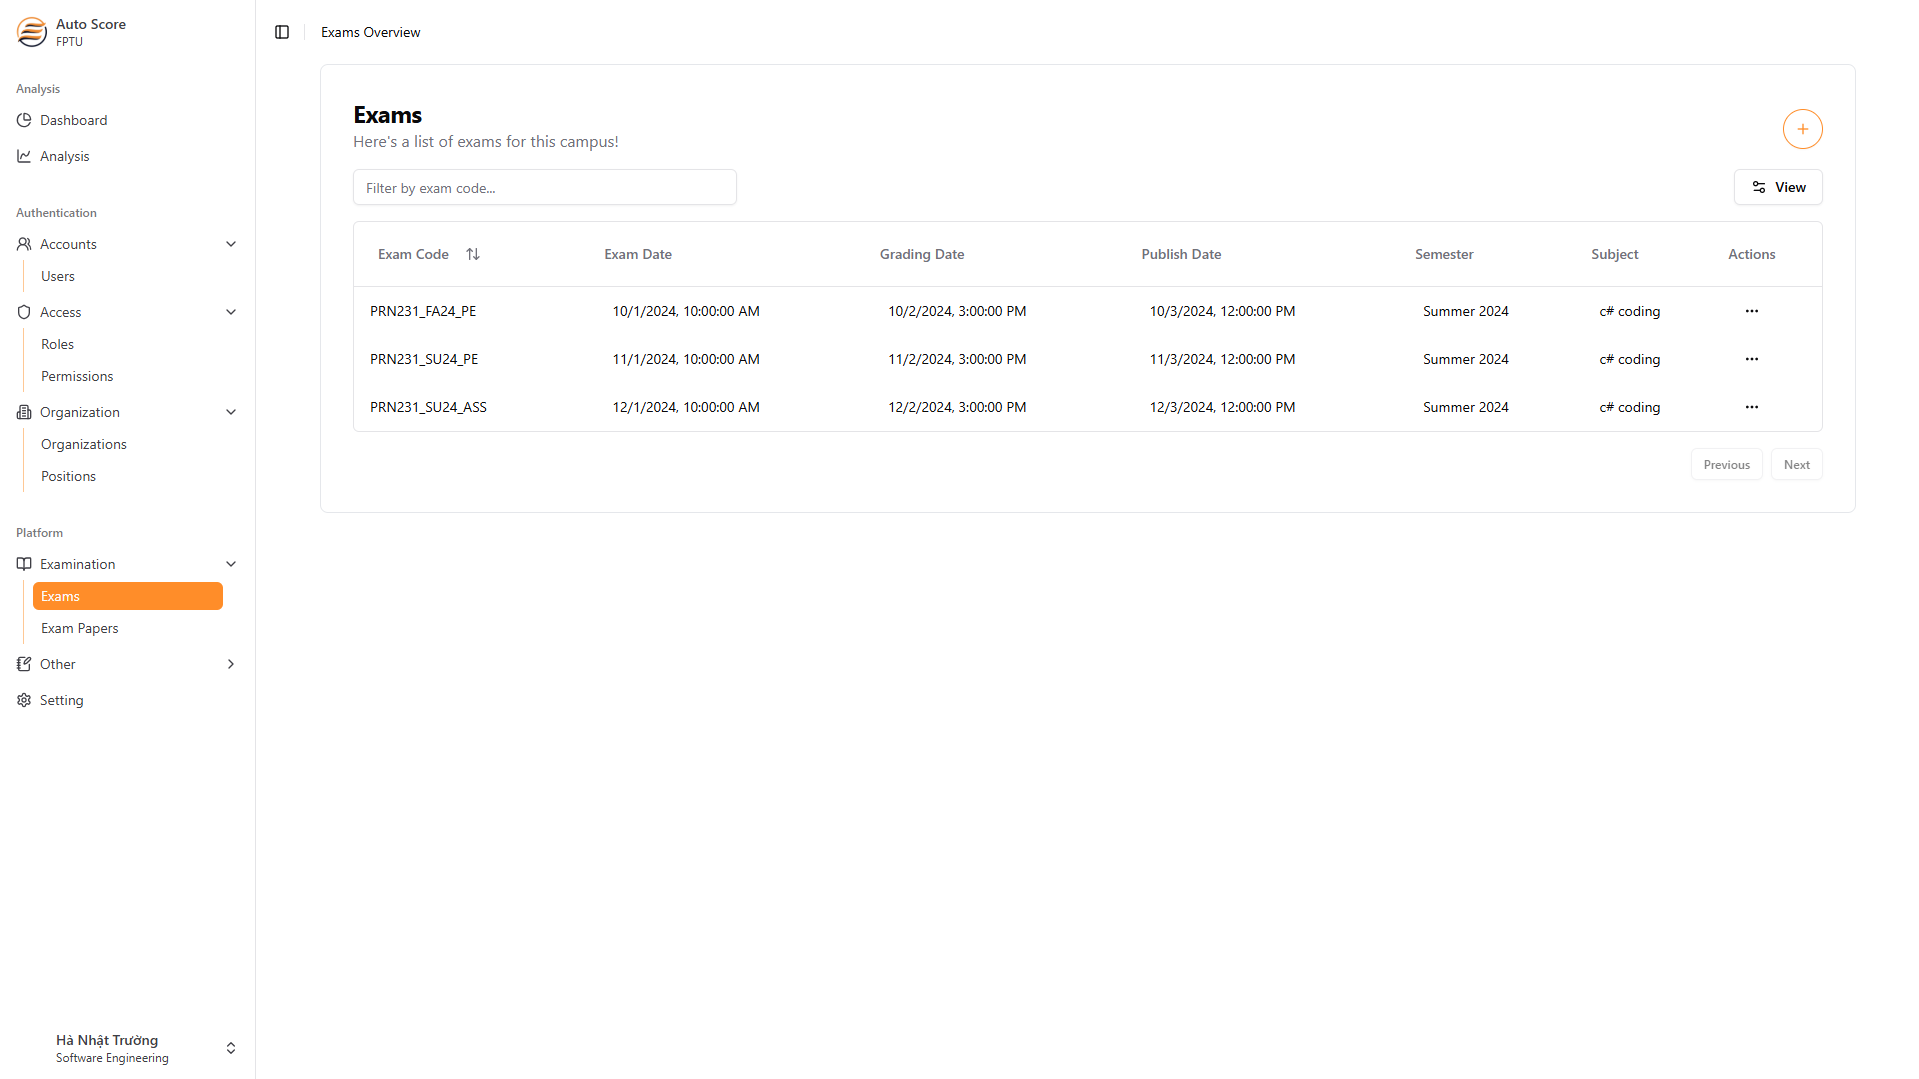 Auto Score
FPTU
Analysis
Dashboard
Analysis
Authentication
Accounts
Users
Access
Roles
Permissions
Organization
Organizations
Positions
Platform
Examination
Exams
Exam Papers
Other
Setting
Hà Nhật Trường
Software Engineering
Exams Overview
Exams
Here's a list of exams for this campus!
Filter by exam code...
View
Exam Code Exam Date Grading Date Publish Date Semester Subject Actions
PRN231_FA24_PE 10/1/2024, 10:00:00 AM 10/2/2024, 3:00:00 PM 10/3/2024, 12:00:00 PM Summer 2024 c# coding
PRN231_SU24_PE 11/1/2024, 10:00:00 AM 11/2/2024, 3:00:00 PM 11/3/2024, 12:00:00 PM Summer 2024 c# coding
PRN231_SU24_ASS 12/1/2024, 10:00:00 AM 12/2/2024, 3:00:00 PM 12/3/2024, 12:00:00 PM Summer 2024 c# coding
Previous Next